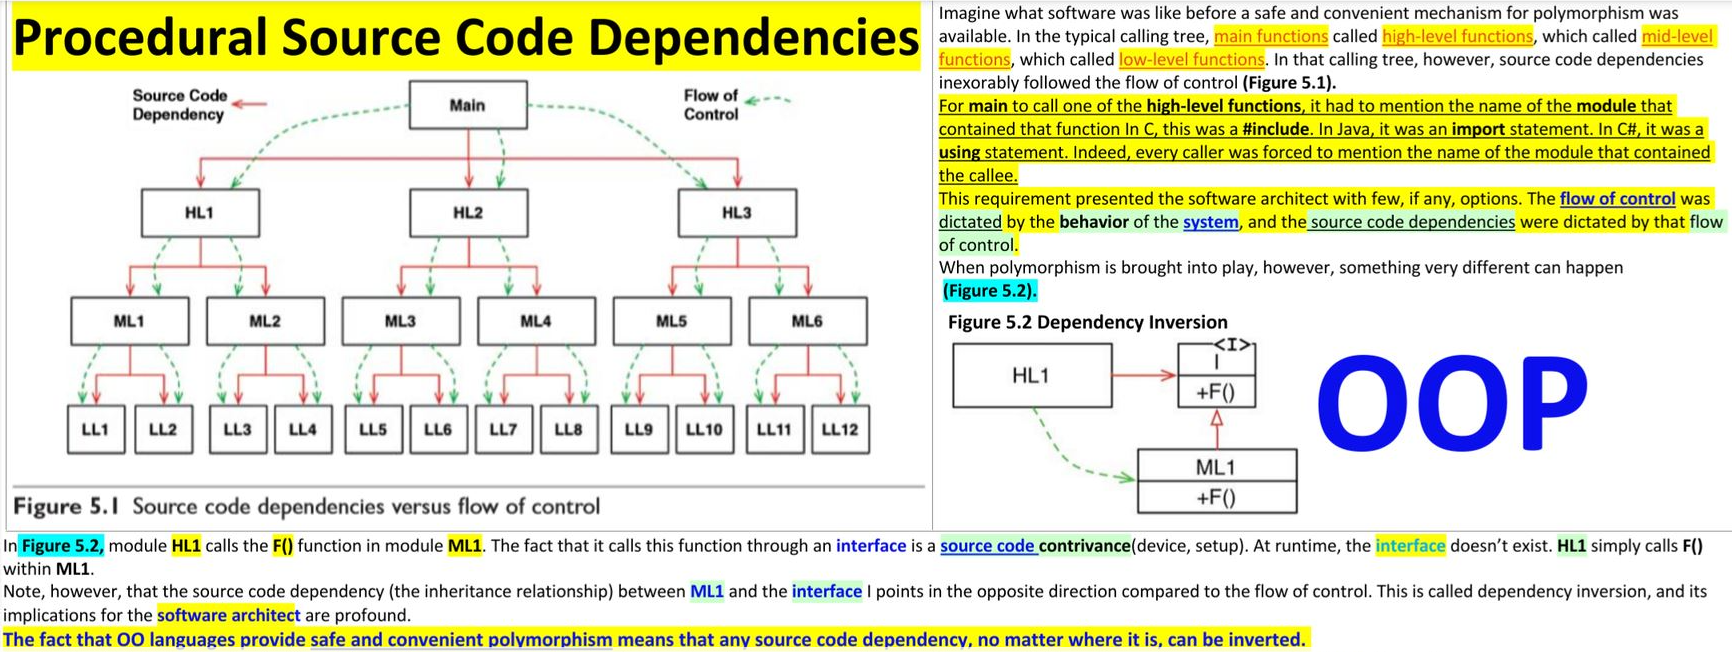 Procedural Source Code Dependencies
Source Code
Dependency
Main
Flow of
Control
HL1
HL2
HL3
ML1
ML2
ML3
ML4
ML5
ML6
LL1
LL2
LL3
LL4
LL5
LL6
LL7
LL8
LL9
LL10
LL11
LL12
Figure 5.1 Source code dependencies versus flow of control
Imagine what software was like before a safe and convenient mechanism for polymorphism was
available. In the typical calling tree, main functions called high-level functions, which called mid-level
functions, which called low-level functions. In that calling tree, however, source code dependencies
inexorably followed the flow of control (Figure 5.1).
For main to call one of the high-level functions, it had to mention the name of the module that
contained that function In C, this was a #include. In Java, it was an import statement. In C#, it was a
using statement. Indeed, every caller was forced to mention the name of the module that contained
the callee.
This requirement presented the software architect with few, if any, options. The flow of control was
dictated by the behavior of the system, and the source code dependencies were dictated by that flow
of control.
When polymorphism is brought into play, however, something very different can happen
(Figure 5.2).
Figure 5.2 Dependency Inversion
HL1
<I>
I
+F()
ML1
+F()
OOP
In Figure 5.2, module HL1 calls the F() function in module ML1. The fact that it calls this function through an interface is a source code contrivance(device, setup). At runtime, the interface doesn't exist. HL1 simply calls F()
within ML1.
Note, however, that the source code dependency (the inheritance relationship) between ML1 and the interface I points in the opposite direction compared to the flow of control. This is called dependency inversion, and its
implications for the software architect are profound.
The fact that OO languages provide safe and convenient polymorphism means that any source code dependency, no matter where it is, can be inverted.